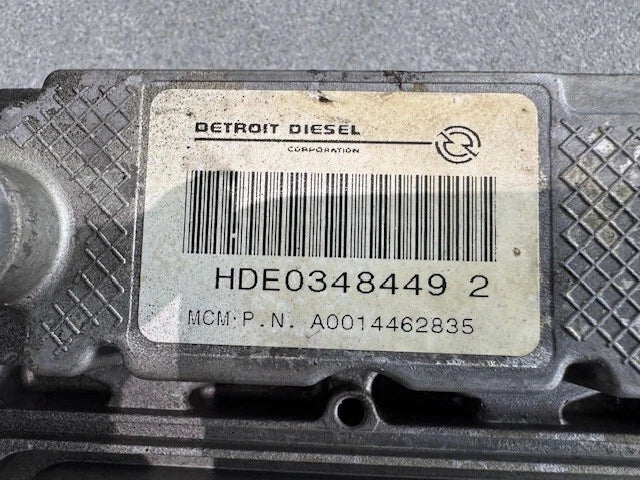 DETROIT DIESEL
CORPORATION
HDE0348449 2
MCM P.N. A0014462835